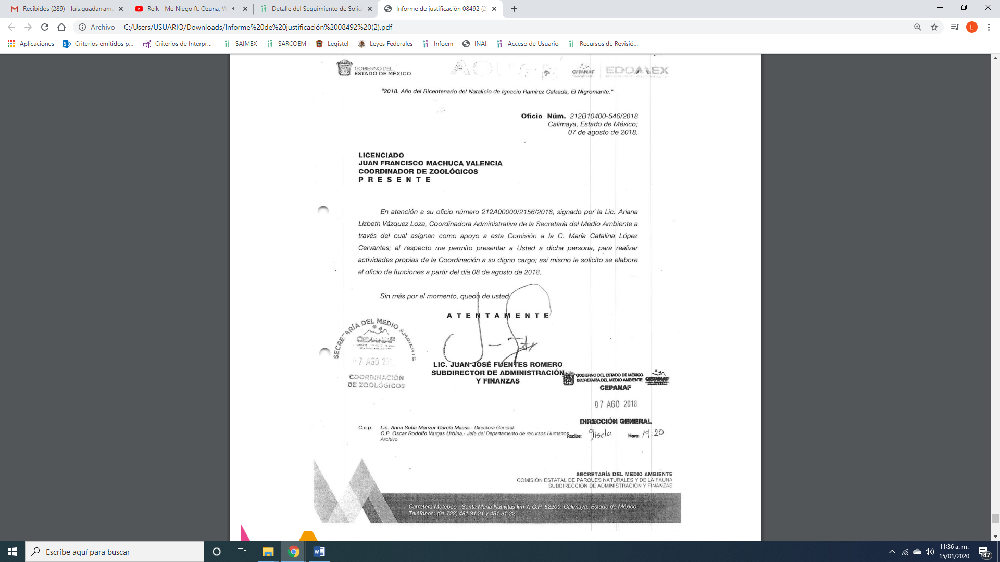 Recibidos (289) - luis.guadarrama
Reik - Me Niego ft. Ozuna, W
Detalle del Seguimiento de Solici
Informe de justificación 08492 (2
Archivo
C:/Users/USUARIO/Downloads/Informe%20de%20justificación%2008492%20(2).pdf
L
Aplicaciones
Criterios emitidos p...
Criterios de Interpr...
SAIMEX
SARCOEM
Legistel
Leyes Federales
Infoem
INAI
Acceso de Usuario
Recursos de Revisió...
GOBIERNO DEL
ESTADO DE MÉXICO
CEPANAF
EDOMÉX
"2018. Año del Bicentenario del Natalicio de Ignacio Ramírez Calzada, El Nigromante."
Oficio Núm. 212B10400-546/2018
Calimaya, Estado de México;
07 de agosto de 2018.
LICENCIADO
JUAN FRANCISCO MACHUCA VALENCIA
COORDINADOR DE ZOOLÓGICOS
P R E S E N T E
En atención a su oficio número 212A00000/2156/2018, signado por la Lic. Ariana
Lizbeth Vázquez Loza, Coordinadora Administrativa de la Secretaría del Medio Ambiente a
través del cual asignan como apoyo a esta Comisión a la C. María Catalina López
Cervantes; al respecto me permito presentar a Usted a dicha persona, para realizar
actividades propias de la Coordinación a su digno cargo; así mismo le solicito se elabore
el oficio de funciones a partir del día 08 de agosto de 2018.
Sin más por el momento, quedo de usted.
A T E N T A M E N T E
SECRETARÍA DEL MEDIO AMBIENTE
CEPANAF
7 AGO
COORDINACIÓN
DE ZOOLÓGICOS
LIC. JUAN JOSÉ FUENTES ROMERO
SUBDIRECTOR DE ADMINISTRACIÓN
Y FINANZAS
GOBIERNO DEL ESTADO DE MÉXICO
SECRETARÍA DEL MEDIO AMBIENTE
CEPANAF
CEPANAF
07 AGO 2018
DIRECCIÓN GENERAL
Recibe: Gisela Hora: 14:20
C.c.p. Lic. Anna Sofía Manzur García Maass.- Directora General.
C.P. Oscar Rodolfo Vargas Urbina.- Jefe del Departamento de recursos Humanos
Archivo
SECRETARÍA DEL MEDIO AMBIENTE
COMISIÓN ESTATAL DE PARQUES NATURALES Y DE LA FAUNA
SUBDIRECCIÓN DE ADMINISTRACIÓN Y FINANZAS
Carretera Metepec - Santa María Nativitas km 7, C.P. 52200, Calimaya, Estado de México.
Teléfonos: (01 722) 481 31 21 y 481 31 22
Escribe aquí para buscar
11:36 a. m.
15/01/2020
47